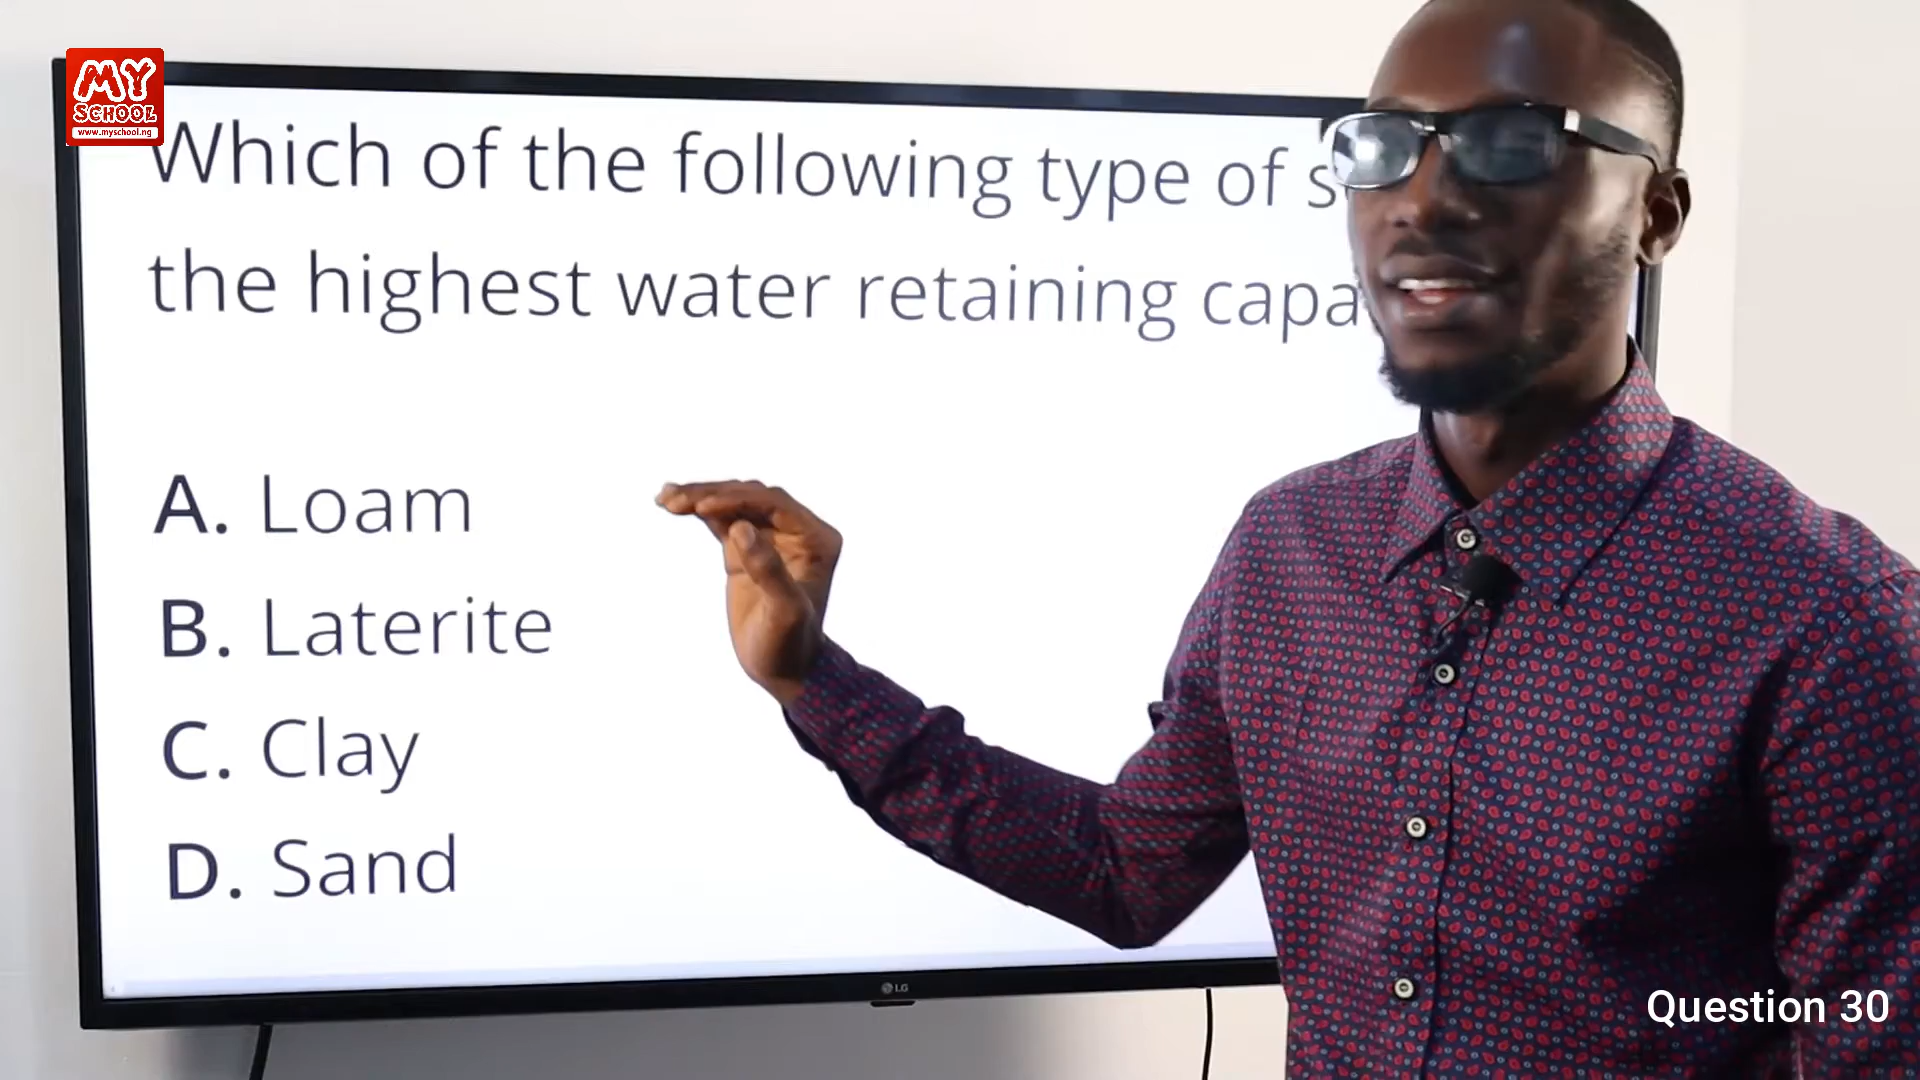 MY
SCHOOL
www.myschool.ng
Which of the following type of
the highest water retaining
A. Loam
B. Laterite
C. Clay
D. Sand
LG
Question 30